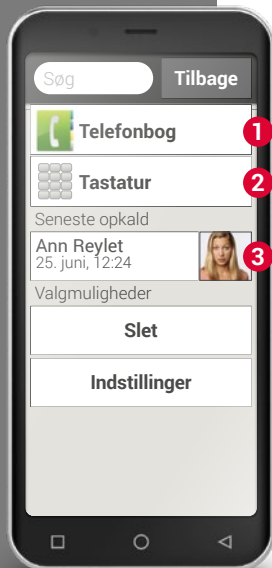 Søg
Tilbage
Telefonbog
1
Tastatur
2
Seneste opkald
Ann Reylet
25. juni, 12:24
3
Valgmuligheder
Slet
Indstillinger